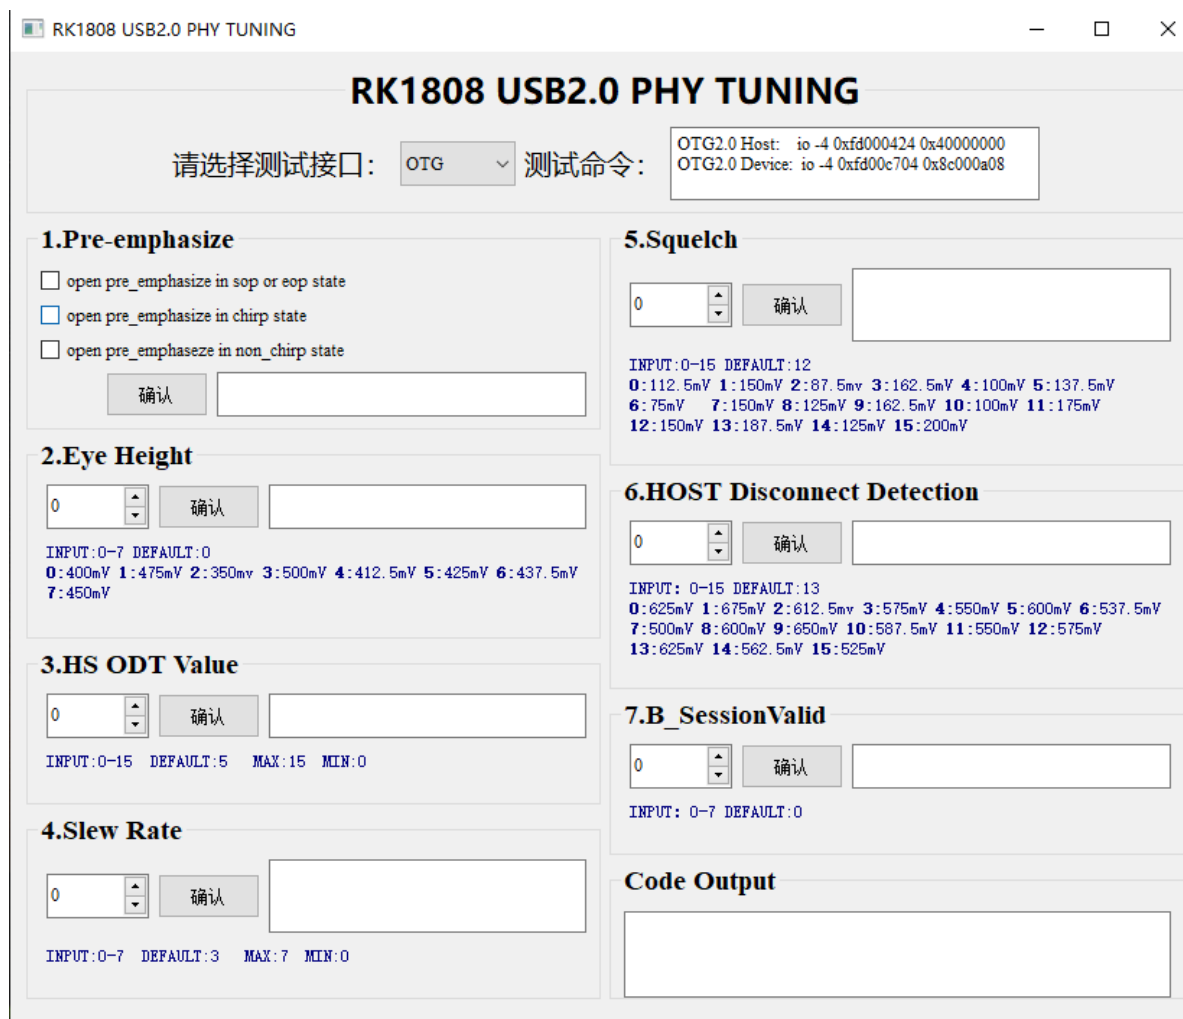 RK1808 USB2.0 PHY TUNING
RK1808 USB2.0 PHY TUNING
请选择测试接口： OTG 测试命令：
OTG2.0 Host: io -4 0xfd000424 0x40000000
OTG2.0 Device: io -4 0xfd00c704 0x8c000a08
1.Pre-emphasize
open pre_emphasize in sop or eop state
open pre_emphasize in chirp state
open pre_emphaseze in non_chirp state
确认
2.Eye Height
0 确认
INPUT:0-7 DEFAULT:0
0:400mV 1:475mV 2:350mv 3:500mV 4:412.5mV 5:425mV 6:437.5mV
7:450mV
3.HS ODT Value
0 确认
INPUT:0-15 DEFAULT:5 MAX:15 MIN:0
4.Slew Rate
0 确认
INPUT:0-7 DEFAULT:3 MAX:7 MIN:0
5.Squelch
0 确认
INPUT:0-15 DEFAULT:12
0:112.5mV 1:150mV 2:87.5mv 3:162.5mV 4:100mV 5:137.5mV
6:75mV 7:150mV 8:125mV 9:162.5mV 10:100mV 11:175mV
12:150mV 13:187.5mV 14:125mV 15:200mV
6.HOST Disconnect Detection
0 确认
INPUT: 0-15 DEFAULT:13
0:625mV 1:675mV 2:612.5mv 3:575mV 4:550mV 5:600mV 6:537.5mV
7:500mV 8:600mV 9:650mV 10:587.5mV 11:550mV 12:575mV
13:625mV 14:562.5mV 15:525mV
7.B_SessionValid
0 确认
INPUT: 0-7 DEFAULT:0
Code Output